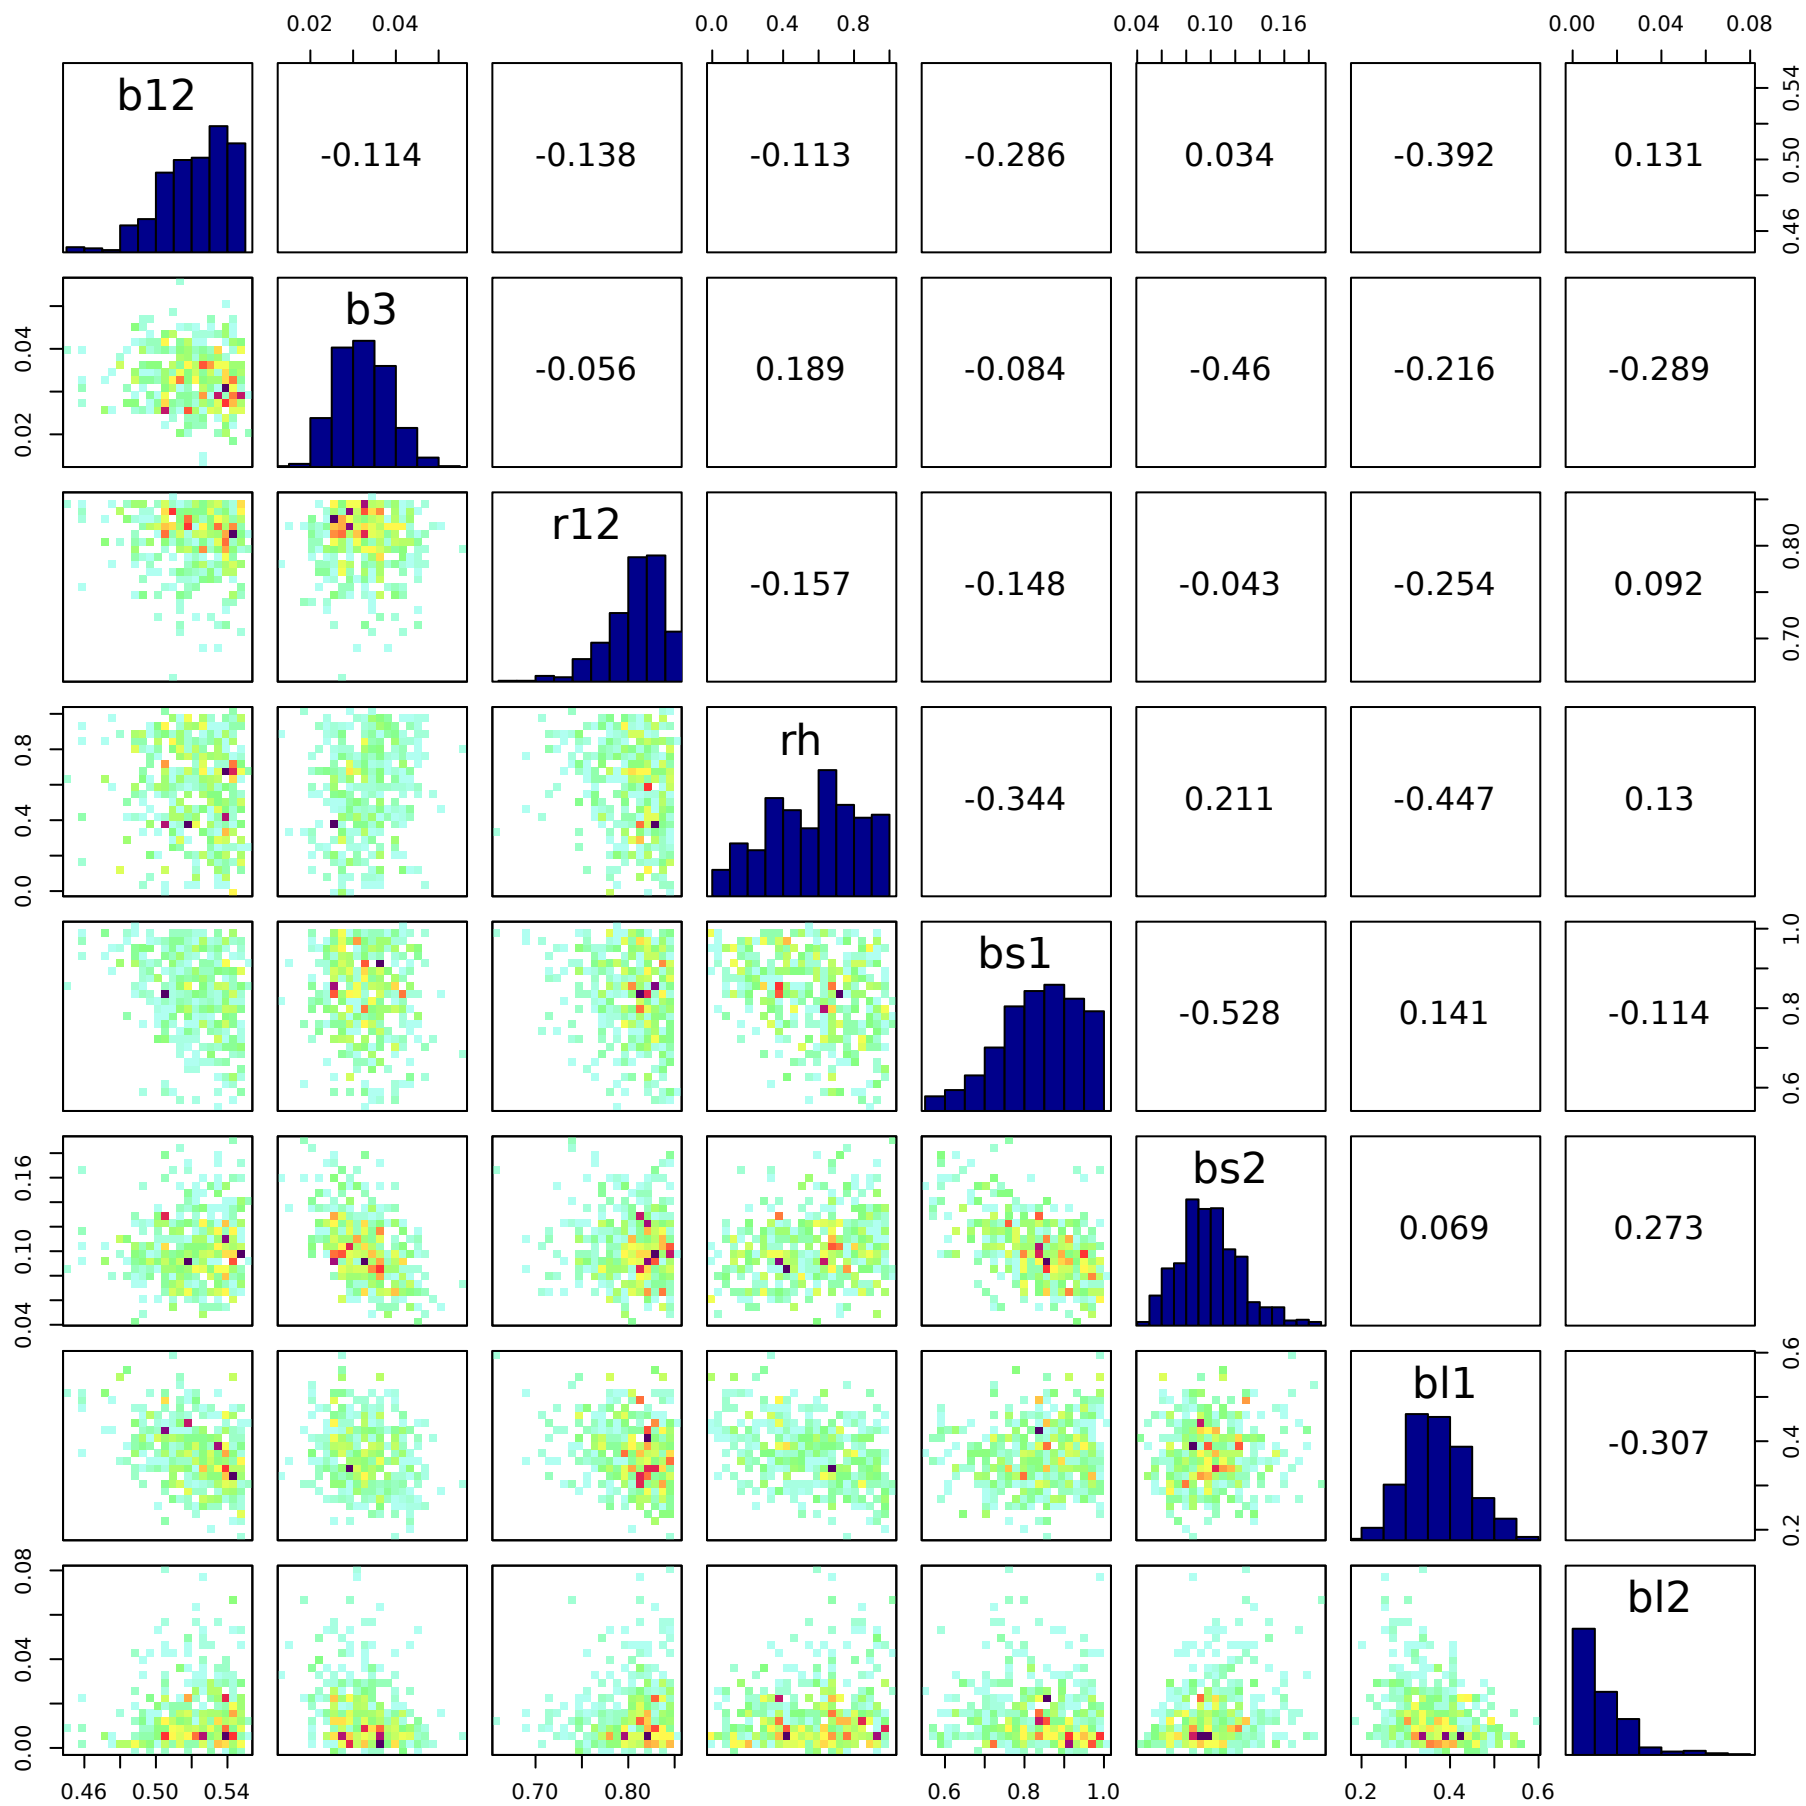 0.02 0.04 0.0 0.4 0.8 0.04 0.10 0.16 0.00 0.04 0.08
b12 -0.114 -0.138 -0.113 -0.286 0.034 -0.392 0.131 0.46 0.50 0.54
0.02 0.04 b3 -0.056 0.189 -0.084 -0.46 -0.216 -0.289
r12 -0.157 -0.148 -0.043 -0.254 0.092 0.70 0.80
0.0 0.4 0.8 rh -0.344 0.211 -0.447 0.13
bs1 -0.528 0.141 -0.114 0.6 0.8 1.0
0.04 0.10 0.16 bs2 0.069 0.273
bl1 -0.307 0.2 0.4 0.6
0.00 0.04 0.08 bl2
0.46 0.50 0.54 0.70 0.80 0.6 0.8 1.0 0.2 0.4 0.6